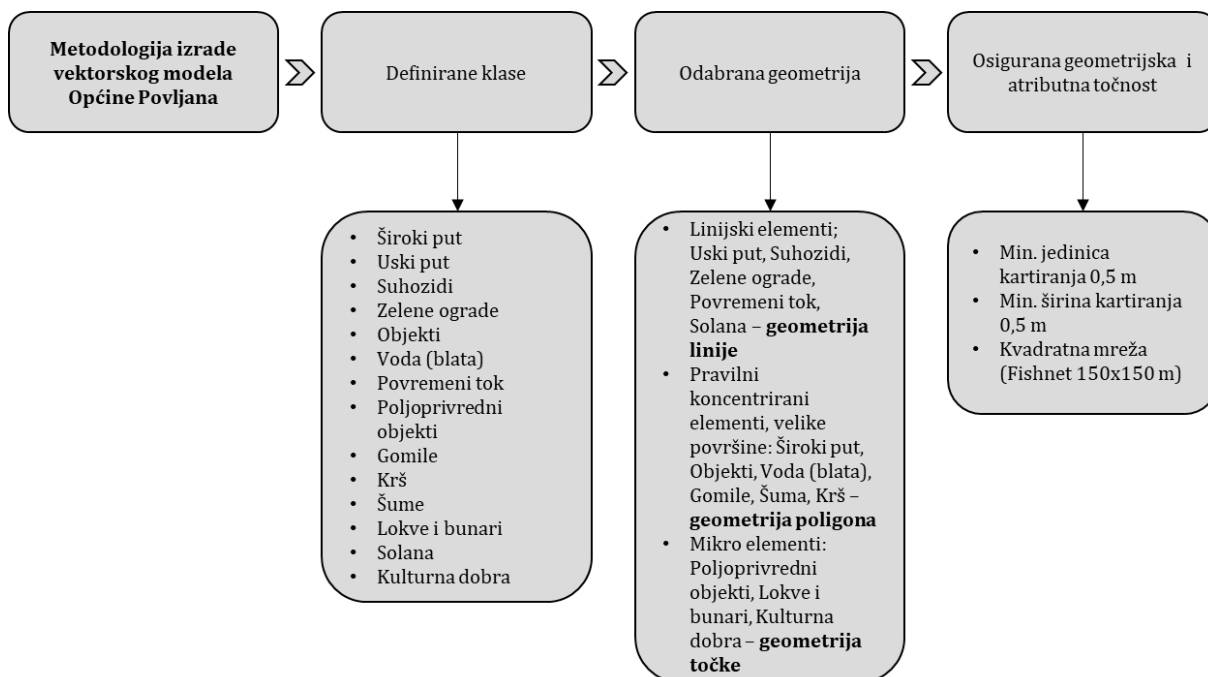 Metodologija izrade
vektorskog modela
Općine Povljana
Definirane klase
Odabrana geometrija
Osigurana geometrijska i
atributna točnost
• Široki put
• Uski put
• Suhozidi
• Zelene ograde
• Objekti
• Voda (blata)
• Povremeni tok
• Poljoprivredni
objekti
• Gomile
• Krš
• Šume
• Lokve i bunari
• Solana
• Kulturna dobra
• Linijski elementi;
Uski put, Suhozidi,
Zelene ograde,
Povremeni tok,
Solana – geometrija
linije
• Pravilni
koncentrirani
elementi, velike
površine: Široki put,
Objekti, Voda (blata),
Gomile, Šuma, Krš –
geometrija poligona
• Mikro elementi:
Poljoprivredni
objekti, Lokve i
bunari, Kulturna
dobra – geometrija
točke
• Min. jedinica
kartiranja 0,5 m
• Min. širina kartiranja
0,5 m
• Kvadratna mreža
(Fishnet 150x150 m)